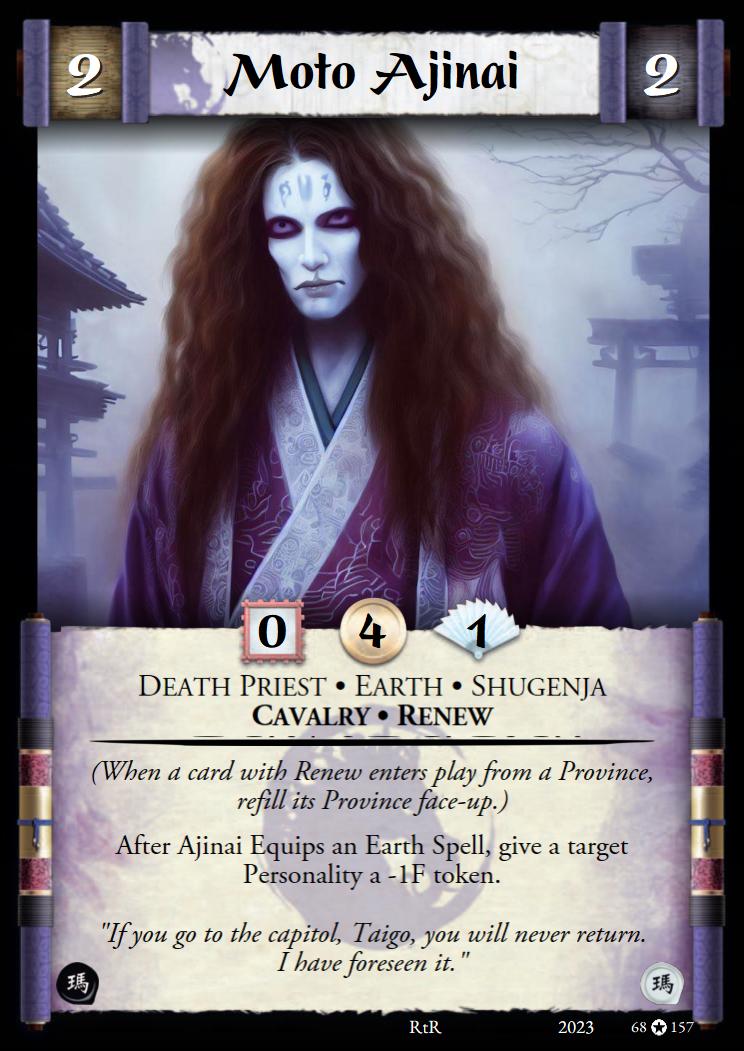 2 Moto Ajinai 2
0 4 1
DEATH PRIEST • EARTH • SHUGENJA
CAVALRY • RENEW
(When a card with Renew enters play from a Province,
refill its Province face-up.)
After Ajinai Equips an Earth Spell, give a target
Personality a -1F token.
"If you go to the capitol, Taigo, you will never return.
I have foreseen it."
瑪 瑪
RtR 2023 68 ✪ 157